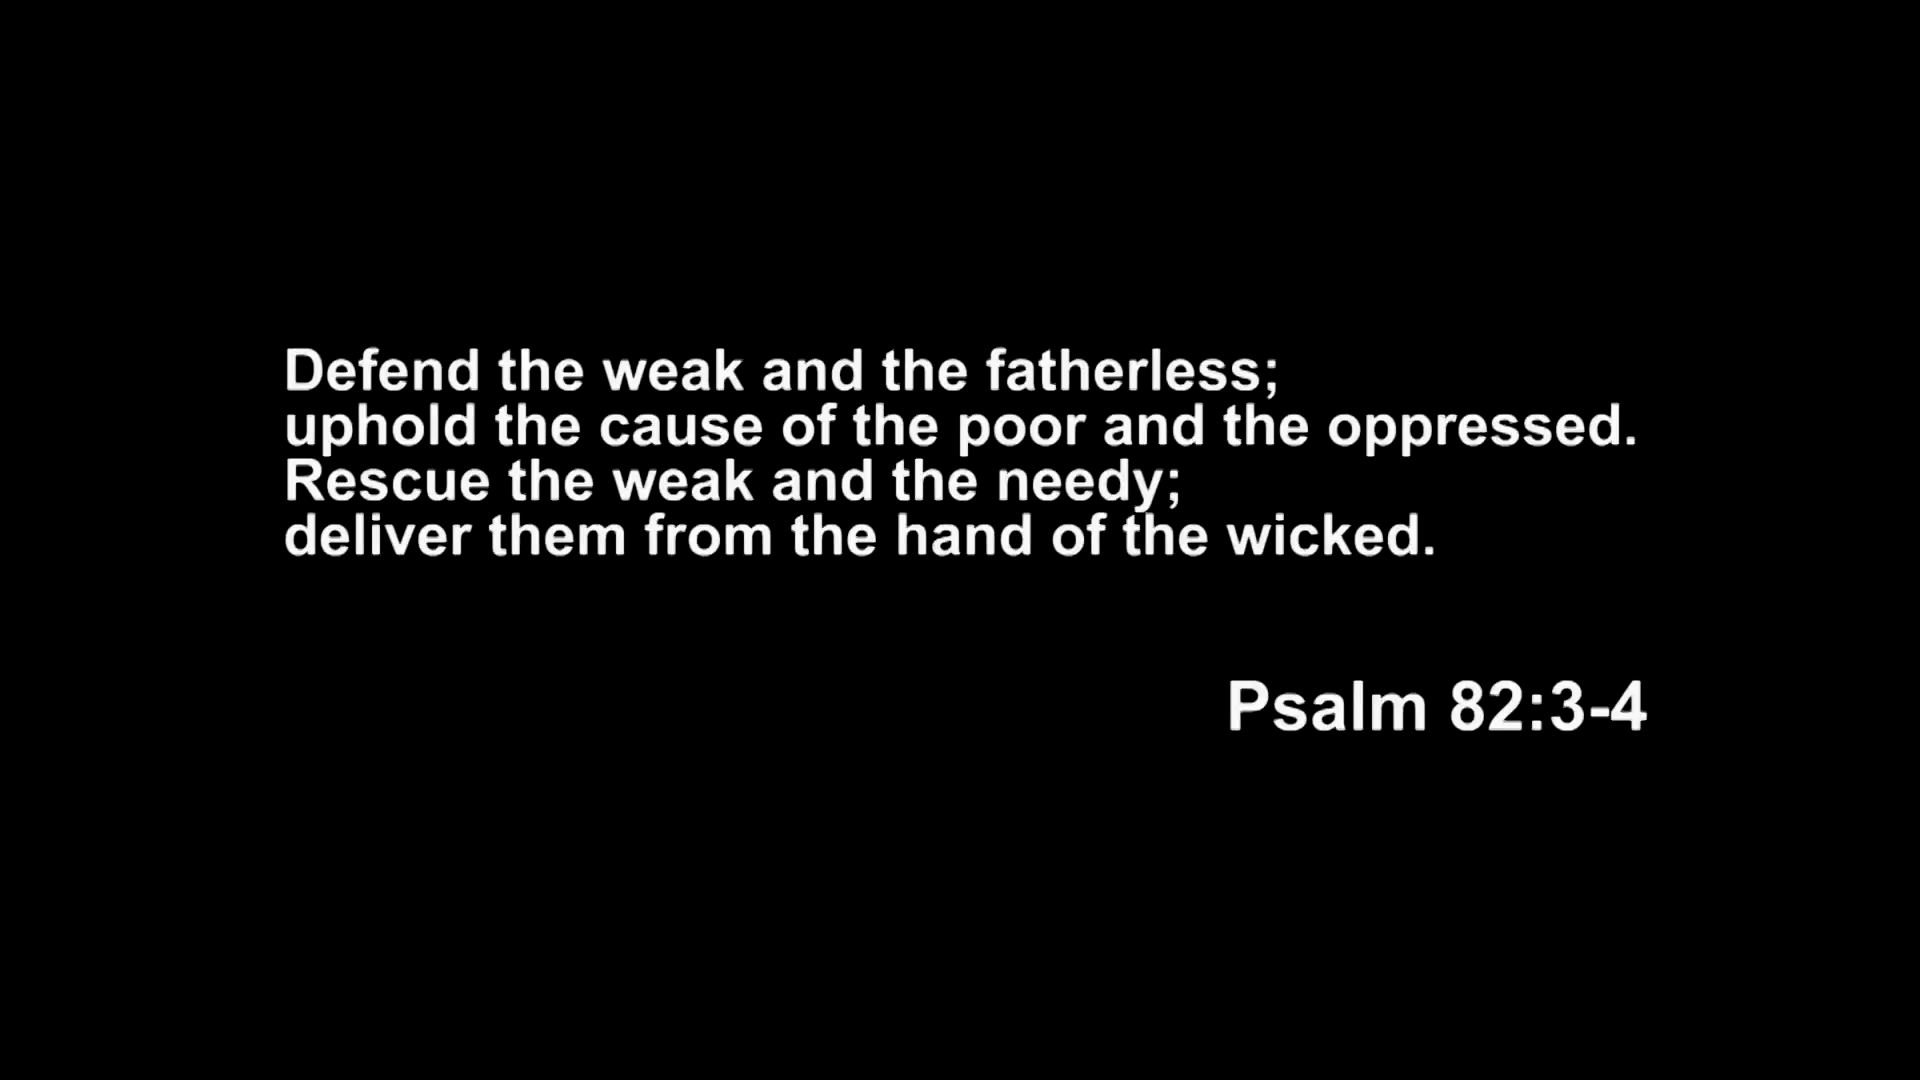 Defend the weak and the fatherless;
uphold the cause of the poor and the oppressed.
Rescue the weak and the needy;
deliver them from the hand of the wicked.
Psalm 82:3-4